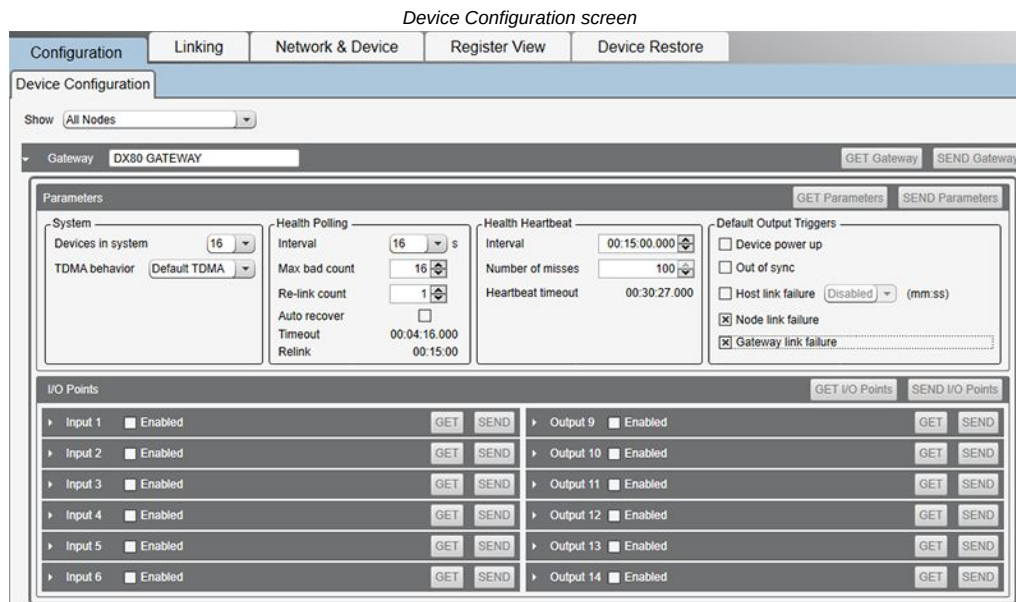 Device Configuration screen
Configuration Linking Network & Device Register View Device Restore
Device Configuration
Show All Nodes
Gateway DX80 GATEWAY GET Gateway SEND Gateway
Parameters GET Parameters SEND Parameters
System
Devices in system 16
TDMA behavior Default TDMA
Health Polling
Interval 16 s
Max bad count 16
Re-link count 1
Auto recover
Timeout 00:04:16.000
Relink 00:15:00
Health Heartbeat
Interval 00:15:00.000
Number of misses 100
Heartbeat timeout 00:30:27.000
Default Output Triggers
Device power up
Out of sync
Host link failure Disabled (mm:ss)
Node link failure
Gateway link failure
I/O Points GET I/O Points SEND I/O Points
Input 1 Enabled GET SEND Output 9 Enabled GET SEND
Input 2 Enabled GET SEND Output 10 Enabled GET SEND
Input 3 Enabled GET SEND Output 11 Enabled GET SEND
Input 4 Enabled GET SEND Output 12 Enabled GET SEND
Input 5 Enabled GET SEND Output 13 Enabled GET SEND
Input 6 Enabled GET SEND Output 14 Enabled GET SEND